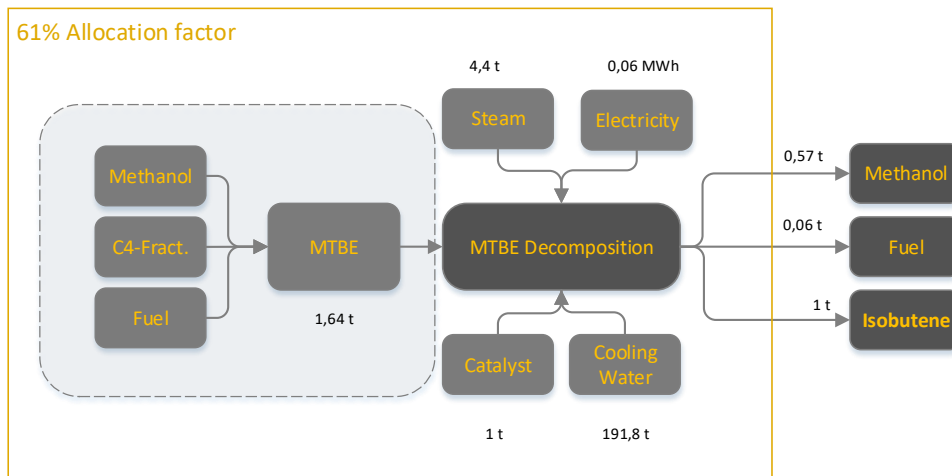 61% Allocation factor
4,4 t
0,06 MWh
Steam
Electricity
Methanol
C4-Fract.
Fuel
MTBE
1,64 t
MTBE Decomposition
0,57 t
Methanol
0,06 t
Fuel
1 t
Isobutene
Catalyst
Cooling
Water
1 t
191,8 t